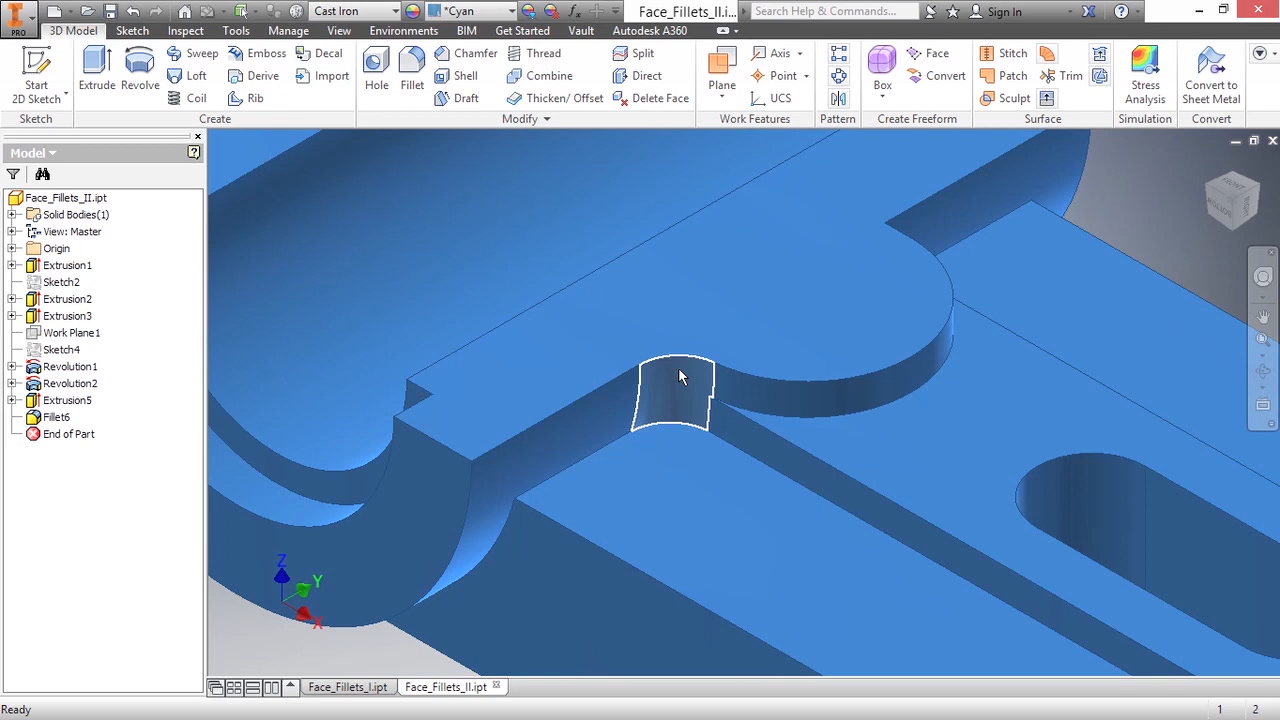 Cast Iron
*Cyan
Face_Fillets_II.i...
Search Help & Commands...
Sign In
PRO
3D Model
Sketch
Inspect
Tools
Manage
View
Environments
BIM
Get Started
Vault
Autodesk A360
Start
2D Sketch
Extrude
Revolve
Sweep
Emboss
Decal
Loft
Derive
Import
Coil
Rib
Hole
Fillet
Chamfer
Thread
Split
Shell
Combine
Direct
Draft
Thicken/ Offset
Delete Face
Plane
Axis
Point
UCS
Box
Face
Convert
Stitch
Patch
Trim
Sculpt
Stress
Analysis
Convert to
Sheet Metal
Sketch
Create
Modify
Work Features
Pattern
Create Freeform
Surface
Simulation
Convert
Model
Face_Fillets_II.ipt
Solid Bodies(1)
View: Master
Origin
Extrusion1
Sketch2
Extrusion2
Extrusion3
Work Plane1
Sketch4
Revolution1
Revolution2
Extrusion5
Fillet6
End of Part
FRONT
BOTTOM
Z
Y
X
Face_Fillets_I.ipt
Face_Fillets_II.ipt
Ready
1
2